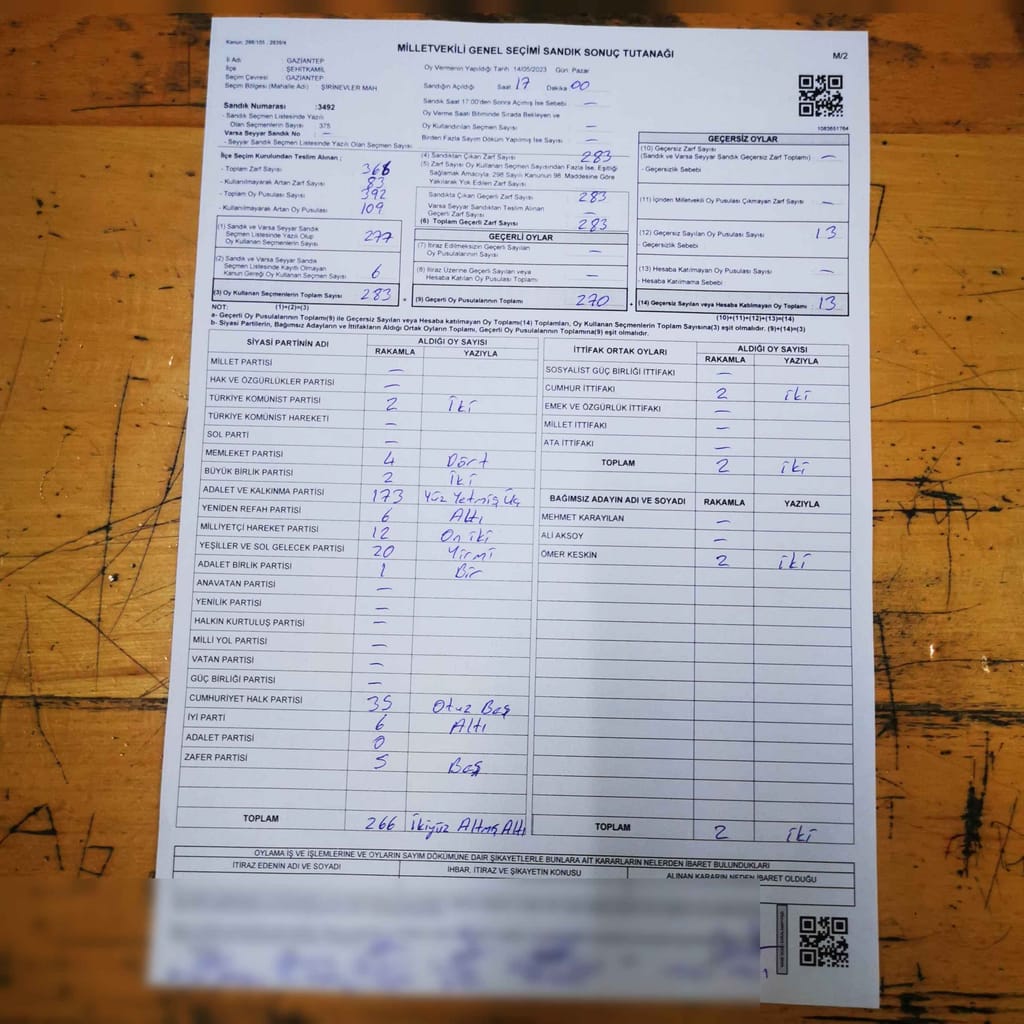 Kanun: 298/105 , 2839/4
MİLLETVEKİLİ GENEL SEÇİMİ SANDIK SONUÇ TUTANAĞI
M/2
İl Adı : GAZİANTEP
İlçe : ŞEHİTKAMİL
Seçim Çevresi : GAZİANTEP
Seçim Bölgesi (Mahalle Adı) : ŞIRINEVLER MAH
Sandık Numarası :3492
- Sandık Seçmen Listesinde Yazılı
Olan Seçmenlerin Sayısı : 375
Varsa Seyyar Sandık No : —
- Seyyar Sandık Seçmen Listesinde Yazılı Olan Seçmen Sayısı
Oy Vermenin Yapıldığı Tarih :14/05/2023 Gün: Pazar
Sandığın Açıldığı Saat 17 Dakika 00
Sandık Saat 17.00'den Sonra Açılmış İse Sebebi : —
Oy Verme Saati Bitiminde Sırada Bekleyen ve
Oy Kullandırılan Seçmen Sayısı : —
Birden Fazla Sayım Döküm Yapılmış İse Sayısı : —
1083651764
İlçe Seçim Kurulundan Teslim Alınan ;
- Toplam Zarf Sayısı : 366
- Kullanılmayarak Artan Zarf Sayısı : 83
- Toplam Oy Pusulası Sayısı : 392
- Kullanılmayarak Artan Oy Pusulası : 109
(1) Sandık ve Varsa Seyyar Sandık
Seçmen Listesinde Yazılı Olup
Oy Kullanan Seçmenlerin Sayısı : 277
(2) Sandık ve Varsa Seyyar Sandık
Seçmen Listesinde Kayıtlı Olmayan
Kanun Gereği Oy Kullanan Seçmen Sayısı : 6
(3) Oy Kullanan Seçmenlerin Toplam Sayısı : 283
(4) Sandıktan Çıkan Zarf Sayısı : 283
(5) Zarf Sayısı Oy Kullanan Seçmen Sayısından Fazla İse, Eşitliği
Sağlamak Amacıyla, 298 Sayılı Kanunun 98. Maddesine Göre
Yakılarak Yok Edilen Zarf Sayısı :
Sandıkta Çıkan Geçerli Zarf Sayısı : 283
Varsa Seyyar Sandıktan Teslim Alınan
Geçerli Zarf Sayısı : —
(6) Toplam Geçerli Zarf Sayısı : 283
GEÇERLİ OYLAR
(7) İtiraz Edilmeksizin Geçerli Sayılan
Oy Pusulalarının Sayısı : —
(8) İtiraz Üzerine Geçerli Sayılan veya
Hesaba Katılan Oy Pusulası Toplamı : —
(9) Geçerli Oy Pusulalarının Toplamı : 270
GEÇERSİZ OYLAR
(10) Geçersiz Zarf Sayısı
(Sandık ve Varsa Seyyar Sandık Geçersiz Zarf Toplamı) : —
- Geçersizlik Sebebi :
(11) İçinden Milletvekili Oy Pusulası Çıkmayan Zarf Sayısı : —
(12) Geçersiz Sayılan Oy Pusulası Sayısı : 13
- Geçersizlik Sebebi :
(13) Hesaba Katılmayan Oy Pusulası Sayısı : —
- Hesaba Katılmama Sebebi :
(14) Geçersiz Sayılan veya Hesaba Katılmayan Oy Toplamı : 13
NOT: (1)+(2)=(3)
(10)+(11)+(12)+(13)=(14)
a- Geçerli Oy Pusulalarının Toplamı(9) ile Geçersiz Sayılan veya Hesaba Katılmayan Oy Toplamı(14) Toplamları, Oy Kullanan Seçmenlerin Toplam Sayısına(3) eşit olmalıdır. (9)+(14)=(3)
b- Siyasi Partilerin, Bağımsız Adayların ve İttifakların Aldığı Ortak Oyların Toplamı, Geçerli Oy Pusulalarının Toplamına(9) eşit olmalıdır.
SİYASİ PARTİNİN ADI ALDIĞI OY SAYISI
RAKAMLA YAZIYLA
MİLLET PARTİSİ —
HAK VE ÖZGÜRLÜKLER PARTİSİ —
TÜRKİYE KOMÜNİST PARTİSİ 2 iki
TÜRKİYE KOMÜNİST HAREKETİ —
SOL PARTİ —
MEMLEKET PARTİSİ 4 Dört
BÜYÜK BİRLİK PARTİSİ 2 iki
ADALET VE KALKINMA PARTİSİ 173 Yüz Yetmiş Üç
YENİDEN REFAH PARTİSİ 6 Altı
MİLLİYETÇİ HAREKET PARTİSİ 12 On iki
YEŞİLLER VE SOL GELECEK PARTİSİ 20 Yirmi
ADALET BİRLİK PARTİSİ 1 Bir
ANAVATAN PARTİSİ —
YENİLİK PARTİSİ —
HALKIN KURTULUŞ PARTİSİ —
MİLLİ YOL PARTİSİ —
VATAN PARTİSİ —
GÜÇ BİRLİĞİ PARTİSİ —
CUMHURİYET HALK PARTİSİ 35 Otuz Beş
İYİ PARTİ 6 Altı
ADALET PARTİSİ 0
ZAFER PARTİSİ 5 Beş
TOPLAM 266 ikiyüz Altmış Altı
İTTİFAK ORTAK OYLARI ALDIĞI OY SAYISI
RAKAMLA YAZIYLA
SOSYALİST GÜÇ BİRLİĞİ İTTİFAKI —
CUMHUR İTTİFAKI 2 iki
EMEK VE ÖZGÜRLÜK İTTİFAKI —
MİLLET İTTİFAKI —
ATA İTTİFAKI —
TOPLAM 2 iki
BAĞIMSIZ ADAYIN ADI VE SOYADI RAKAMLA YAZIYLA
MEHMET KARAYILAN —
ALİ AKSOY —
ÖMER KESKİN 2 iki
TOPLAM 2 iki
OYLAMA İŞ VE İŞLEMLERİNE VE OYLARIN SAYIM DÖKÜMÜNE DAİR ŞİKAYETLERLE BUNLARA AİT KARARLARIN NELERDEN İBARET BULUNDUKLARI
İTİRAZ EDENİN ADI VE SOYADI İHBAR, İTİRAZ VE ŞİKAYETİN KONUSU ALINAN KARARIN NEDEN İBARET OLDUĞU